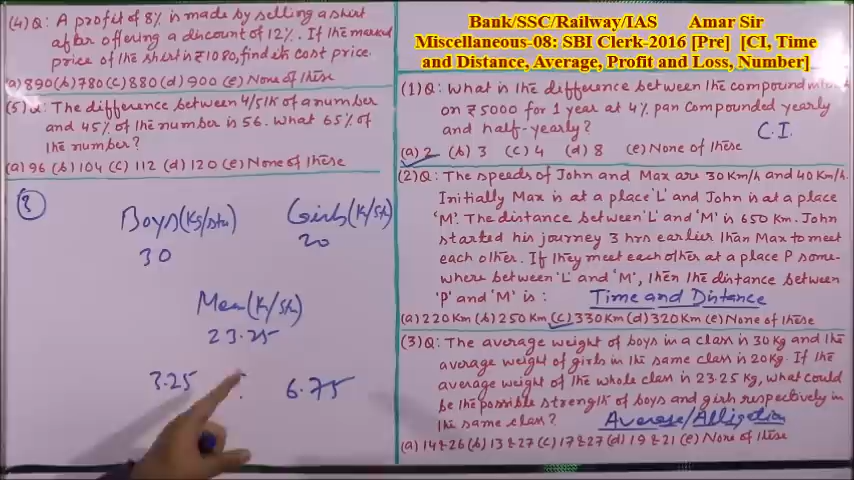 Bank/SSC/Railway/IAS Amar Sir
Miscellaneous-08: SBI Clerk-2016 [Pre] [CI, Time
and Distance, Average, Profit and Loss, Number]
(4) Q: A profit of 8% is made by selling a shirt
after offering a discount of 12%. If the marked
price of the shirt is ₹1080, find its cost price.
(a) 890 (b) 780 (c) 880 (d) 900 (e) None of these
(5) Q: The difference between 4/5th of a number
and 45% of the number is 56. What 65% of
the number?
(a) 96 (b) 104 (c) 112 (d) 120 (e) None of these
(3)
Boys (Kg/stu) Girls (K/St)
30 20
Mean (K/St)
23.25
3.25 : 6.75
(1) Q: What is the difference between the compound
on ₹5000 for 1 year at 4% pan compounded yearly
and half-yearly? C.I.
(a) 2 (b) 3 (c) 4 (d) 8 (e) None of these
(2) Q: The speeds of John and Max are 30 Km/h and 40 Km/h.
Initially Max is at a place 'L' and John is at a place
'M'. The distance between 'L' and 'M' is 650 Km. John
started his journey 3 hrs earlier than Max to meet
each other. If they meet each other at a place P some-
where between 'L' and 'M', then the distance between
'P' and 'M' is: Time and Distance
(a) 220 Km (b) 250 Km (c) 330 Km (d) 320 Km (e) None of these
(3) Q: The average weight of boys in a class is 30 Kg and the
average weight of girls in the same class is 20 Kg. If the
average weight of the whole class is 23.25 Kg, what could
be the possible strength of boys and girls respectively in
the same class? Average/Alligation
(a) 14 & 26 (b) 13 & 27 (c) 17 & 27 (d) 19 & 21 (e) None of these